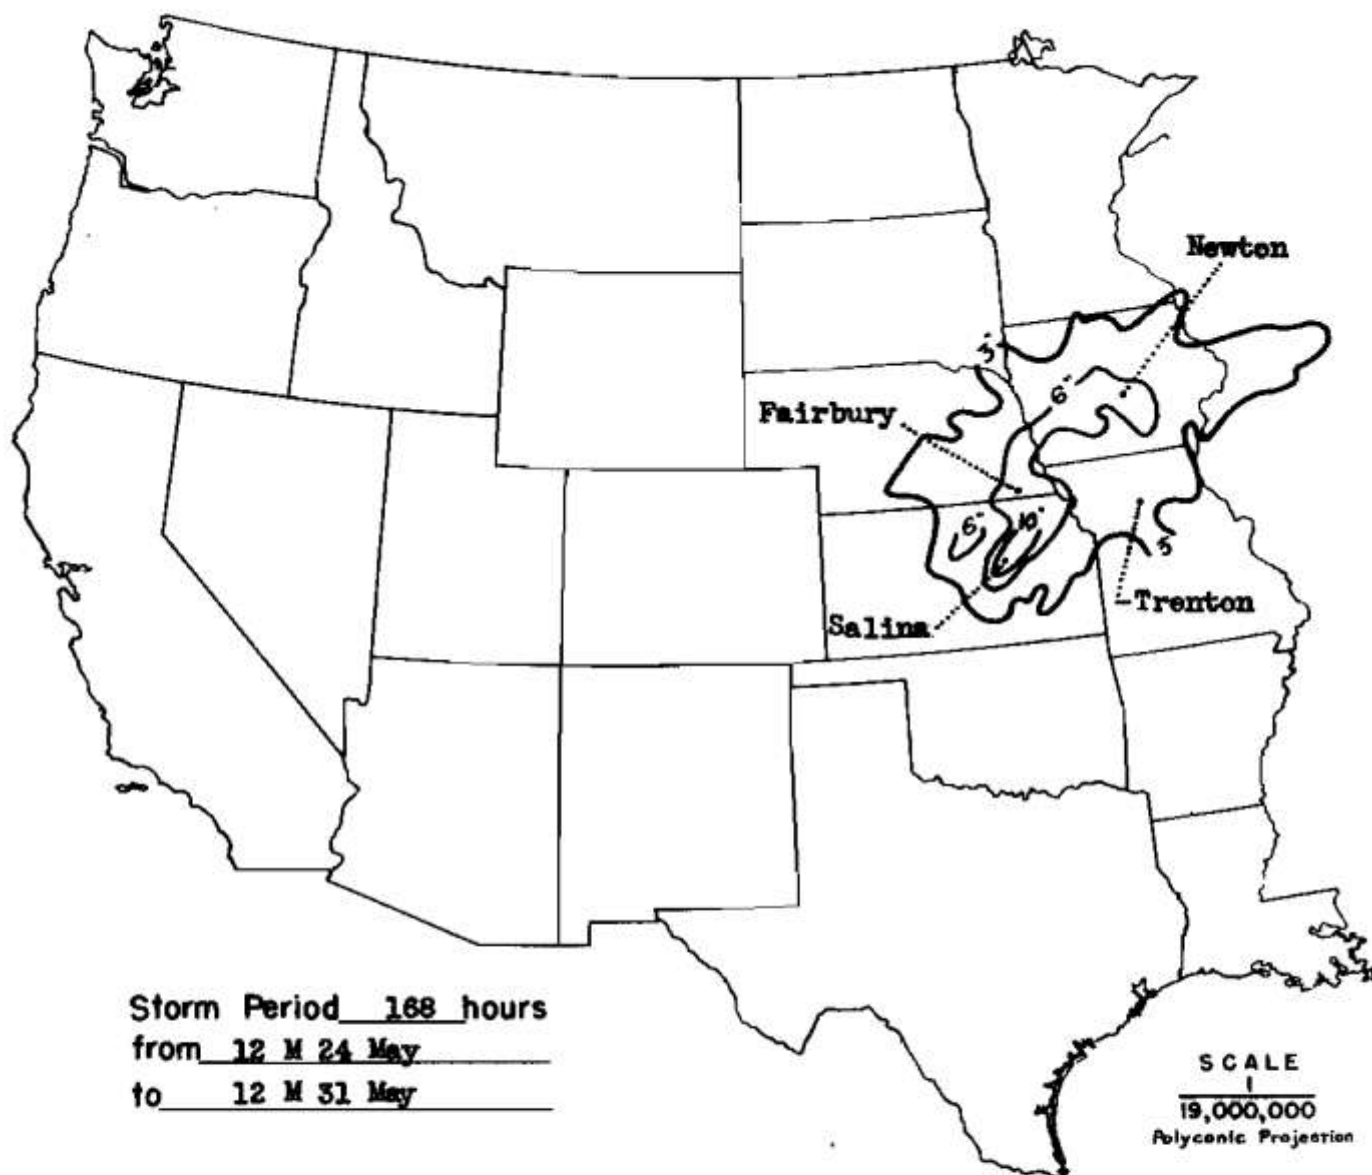 Newton
3"
6"
Fairbury
6"
10"
3
Trenton
Salina
Storm Period 168 hours
from 12 M 24 May
to 12 M 31 May
SCALE
1
19,000,000
Polyconic Projection